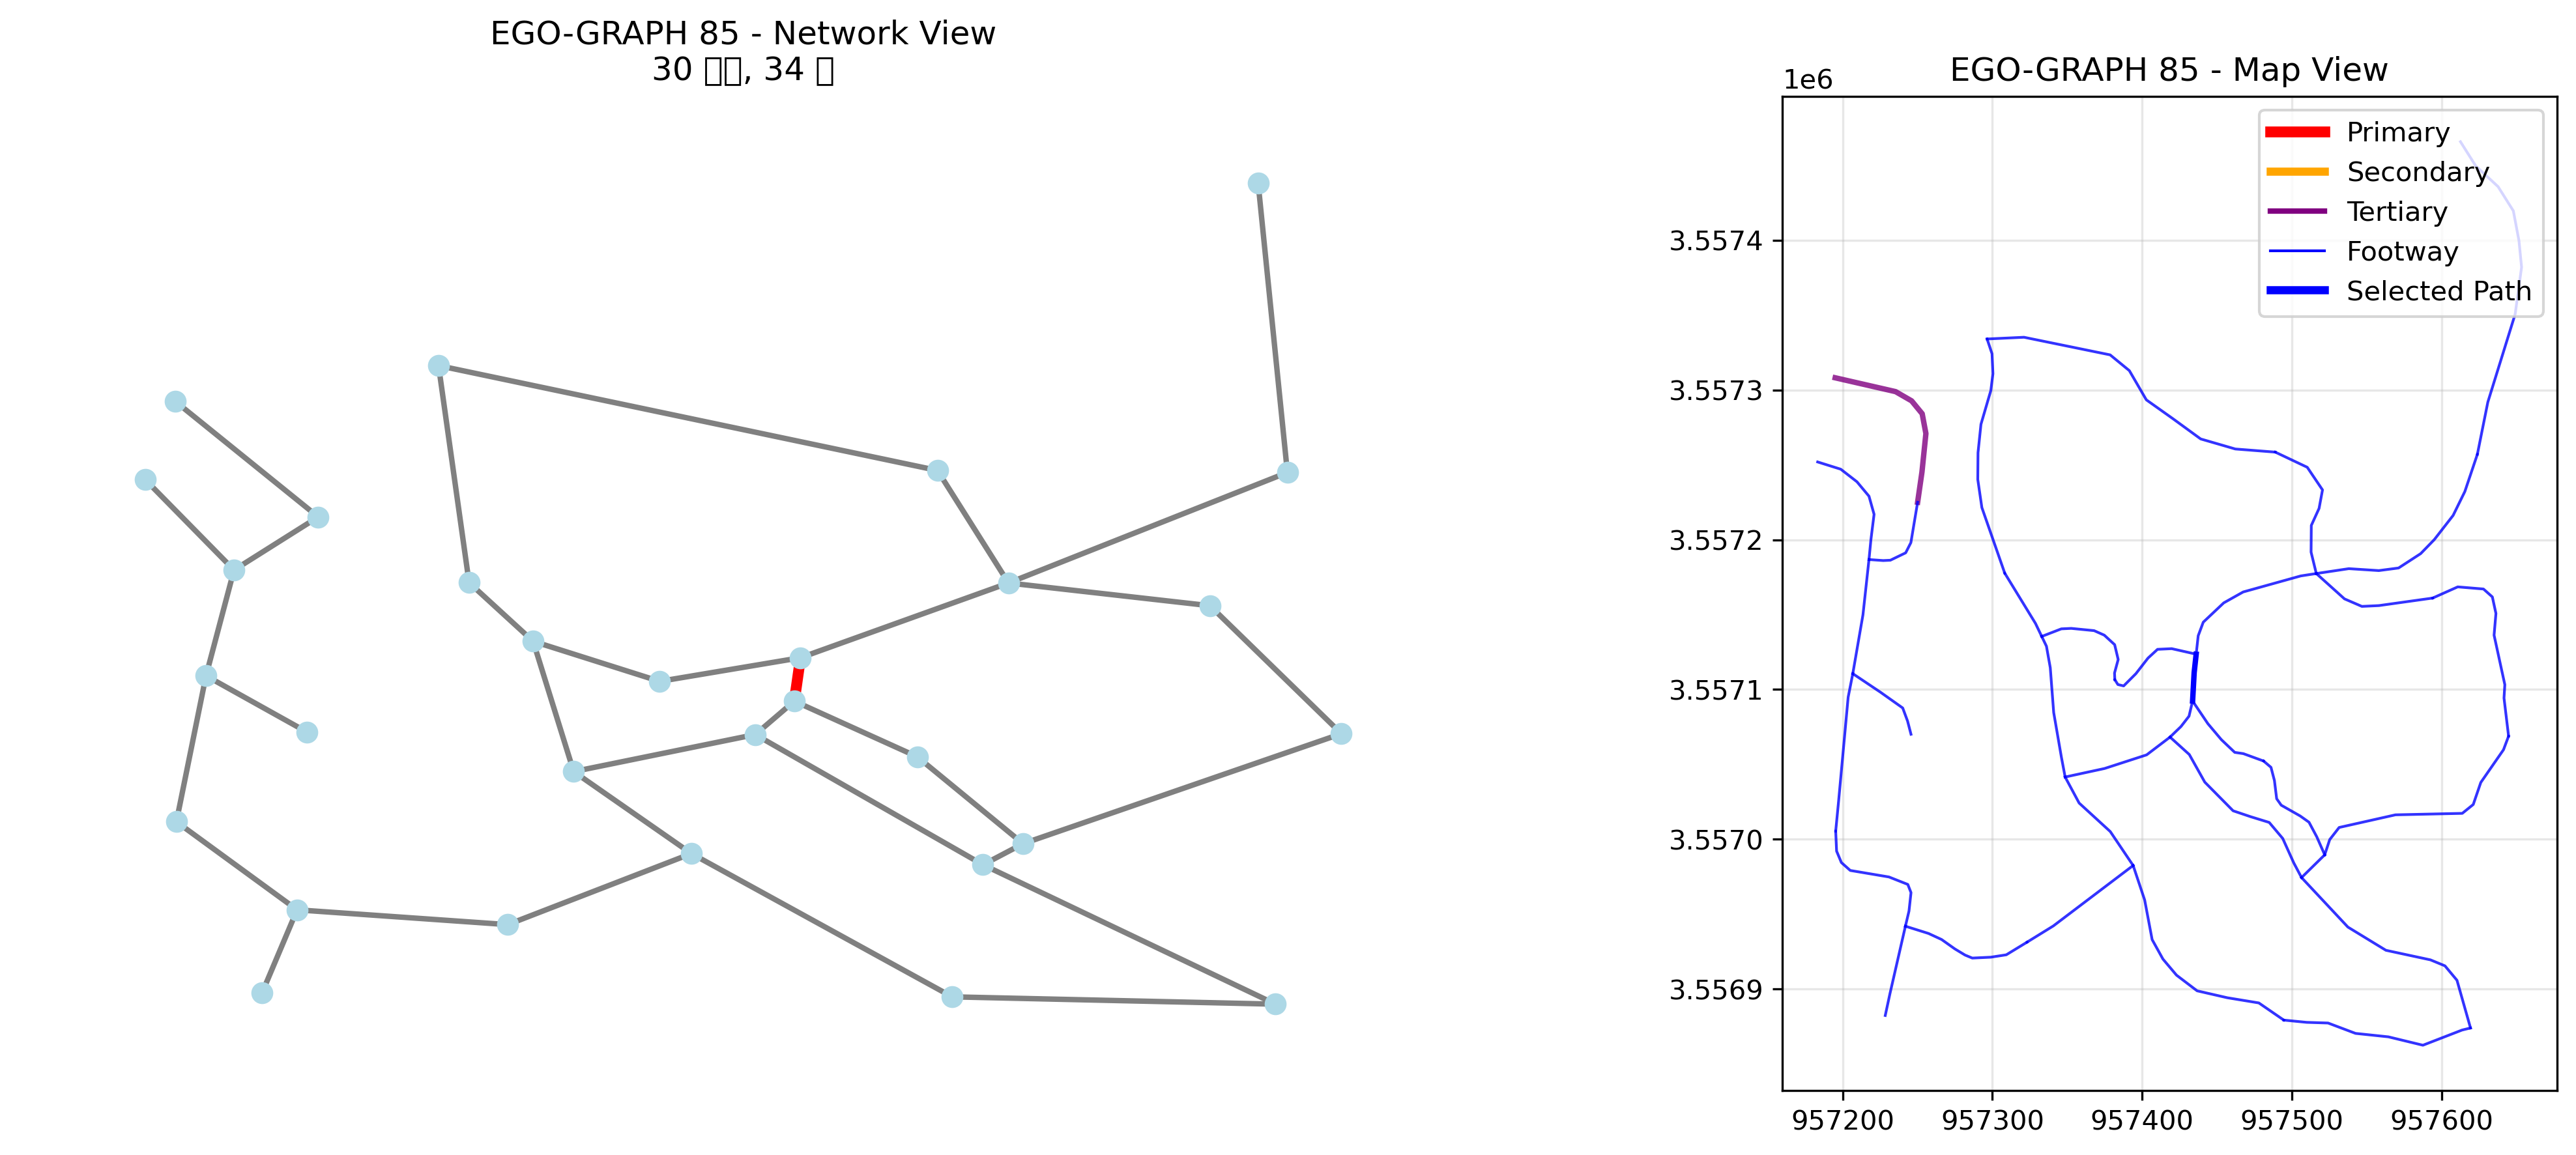 EGO-GRAPH 85 - Network View
30 , 34
EGO-GRAPH 85 - Map View
1e6
Primary
Secondary
Tertiary
Footway
Selected Path
3.5574
3.5573
3.5572
3.5571
3.5570
3.5569
957200 957300 957400 957500 957600